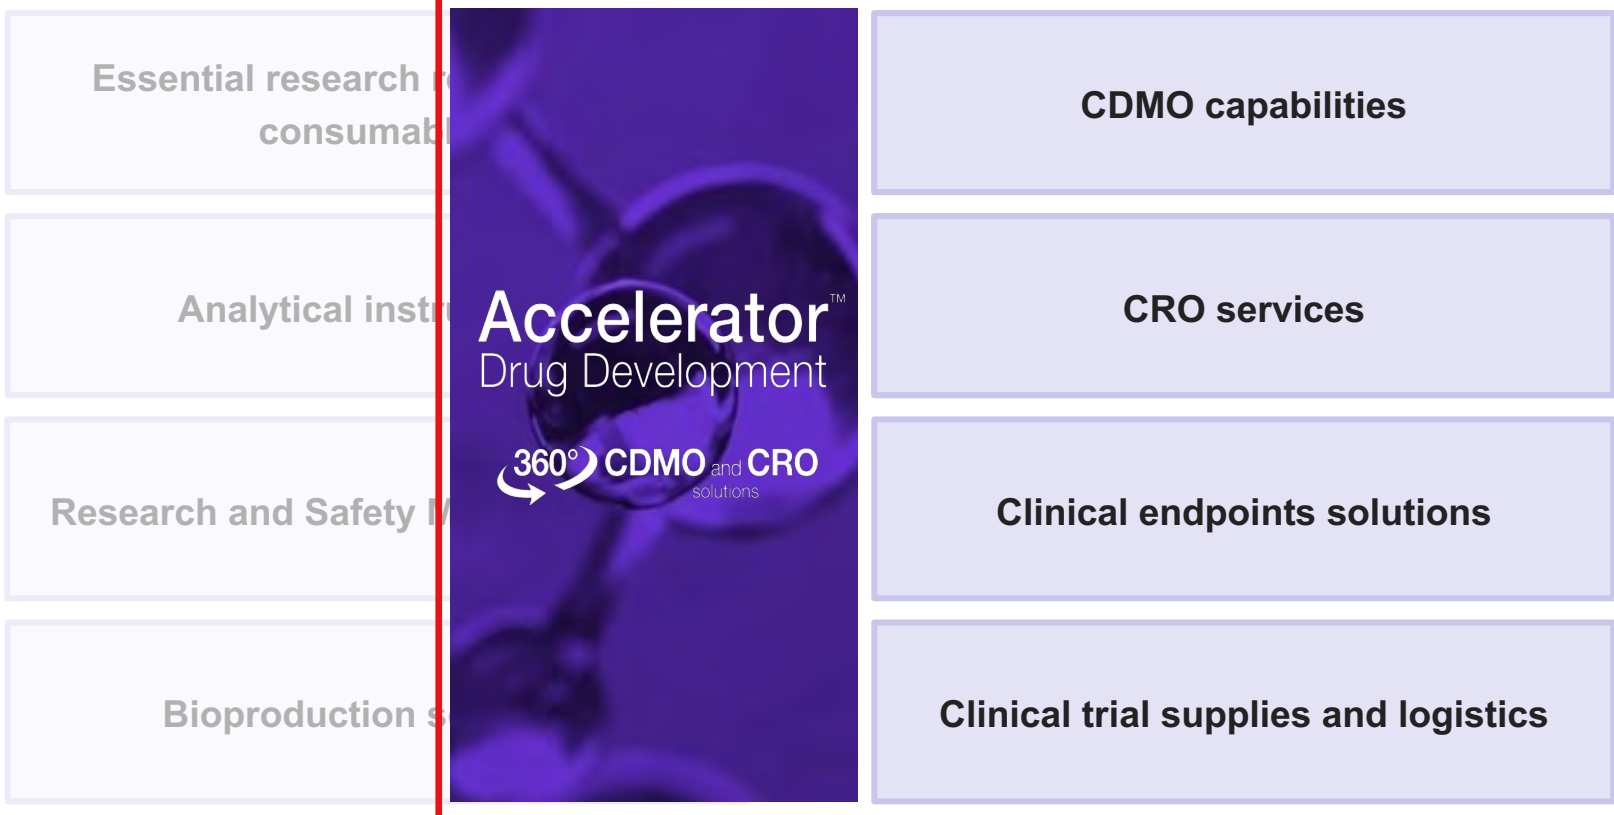 Essential research
consumab
Analytical instr
Research and Safety
Bioproduction
Accelerator™
Drug Development
360° CDMO and CRO
solutions
CDMO capabilities
CRO services
Clinical endpoints solutions
Clinical trial supplies and logistics